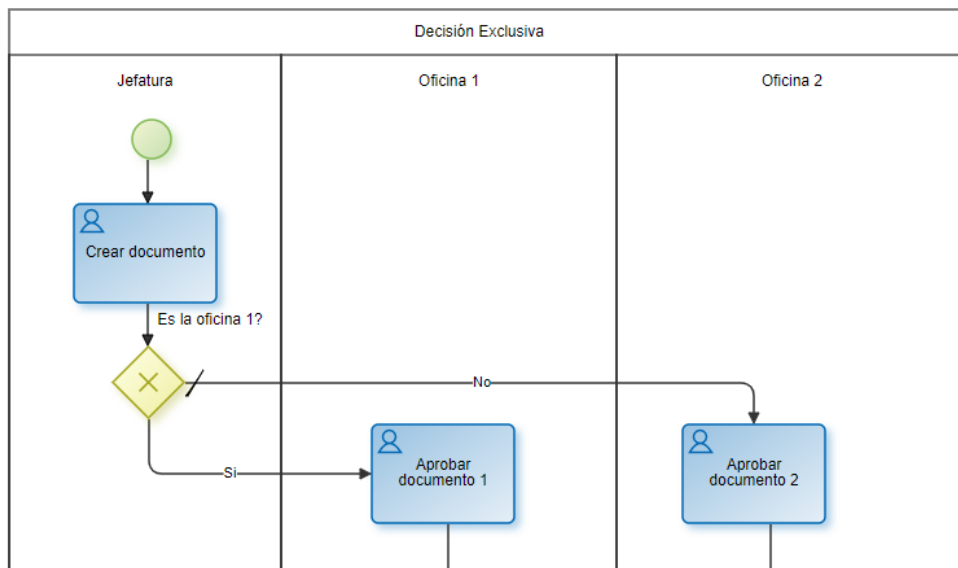 Decisión Exclusiva
Jefatura
Oficina 1
Oficina 2
Crear documento
Es la oficina 1?
No
Si
Aprobar
documento 1
Aprobar
documento 2